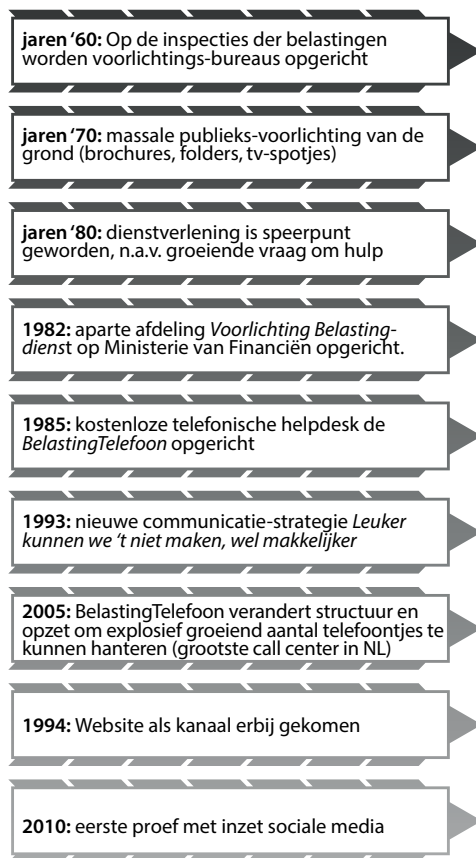 jaren ‘60: Op de inspecties der belastingen
worden voorlichtings-bureaus opgericht
jaren ‘70: massale publieks-voorlichting van de
grond (brochures, folders, tv-spotjes)
jaren ‘80: dienstverlening is speerpunt
geworden, n.a.v. groeiende vraag om hulp
1982: aparte afdeling Voorlichting Belasting-
dienst op Ministerie van Financiën opgericht.
1985: kostenloze telefonische helpdesk de
BelastingTelefoon opgericht
1993: nieuwe communicatie-strategie Leuker
kunnen we ‘t niet maken, wel makkelijker
2005: BelastingTelefoon verandert structuur en
opzet om explosief groeiend aantal telefoontjes te
kunnen hanteren (grootste call center in NL)
1994: Website als kanaal erbij gekomen
2010: eerste proef met inzet sociale media